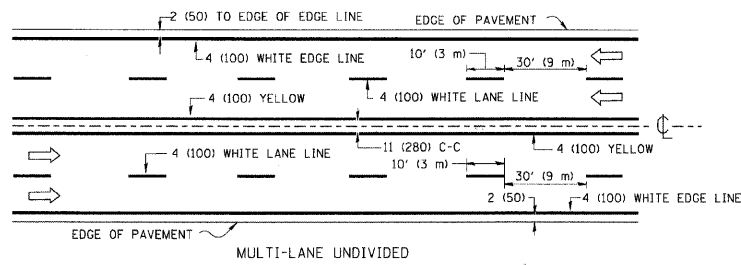 2 (50) TO EDGE OF EDGE LINE
EDGE OF PAVEMENT
4 (100) WHITE EDGE LINE
10' (3 m)
30' (9 m)
4 (100) YELLOW
4 (100) WHITE LANE LINE
℄
4 (100) WHITE LANE LINE
11 (280) C-C
4 (100) YELLOW
10' (3 m)
30' (9 m)
2 (50)
4 (100) WHITE EDGE LINE
EDGE OF PAVEMENT
MULTI-LANE UNDIVIDED